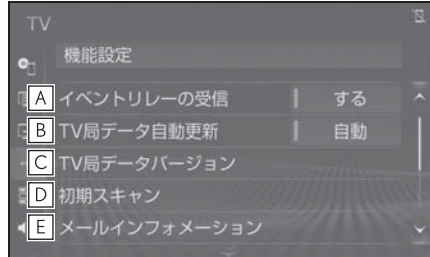 TV
機能設定
A イベントリレーの受信 する
B TV局データ自動更新 自動
C TV局データバージョン
D 初期スキャン
E メールインフォメーション